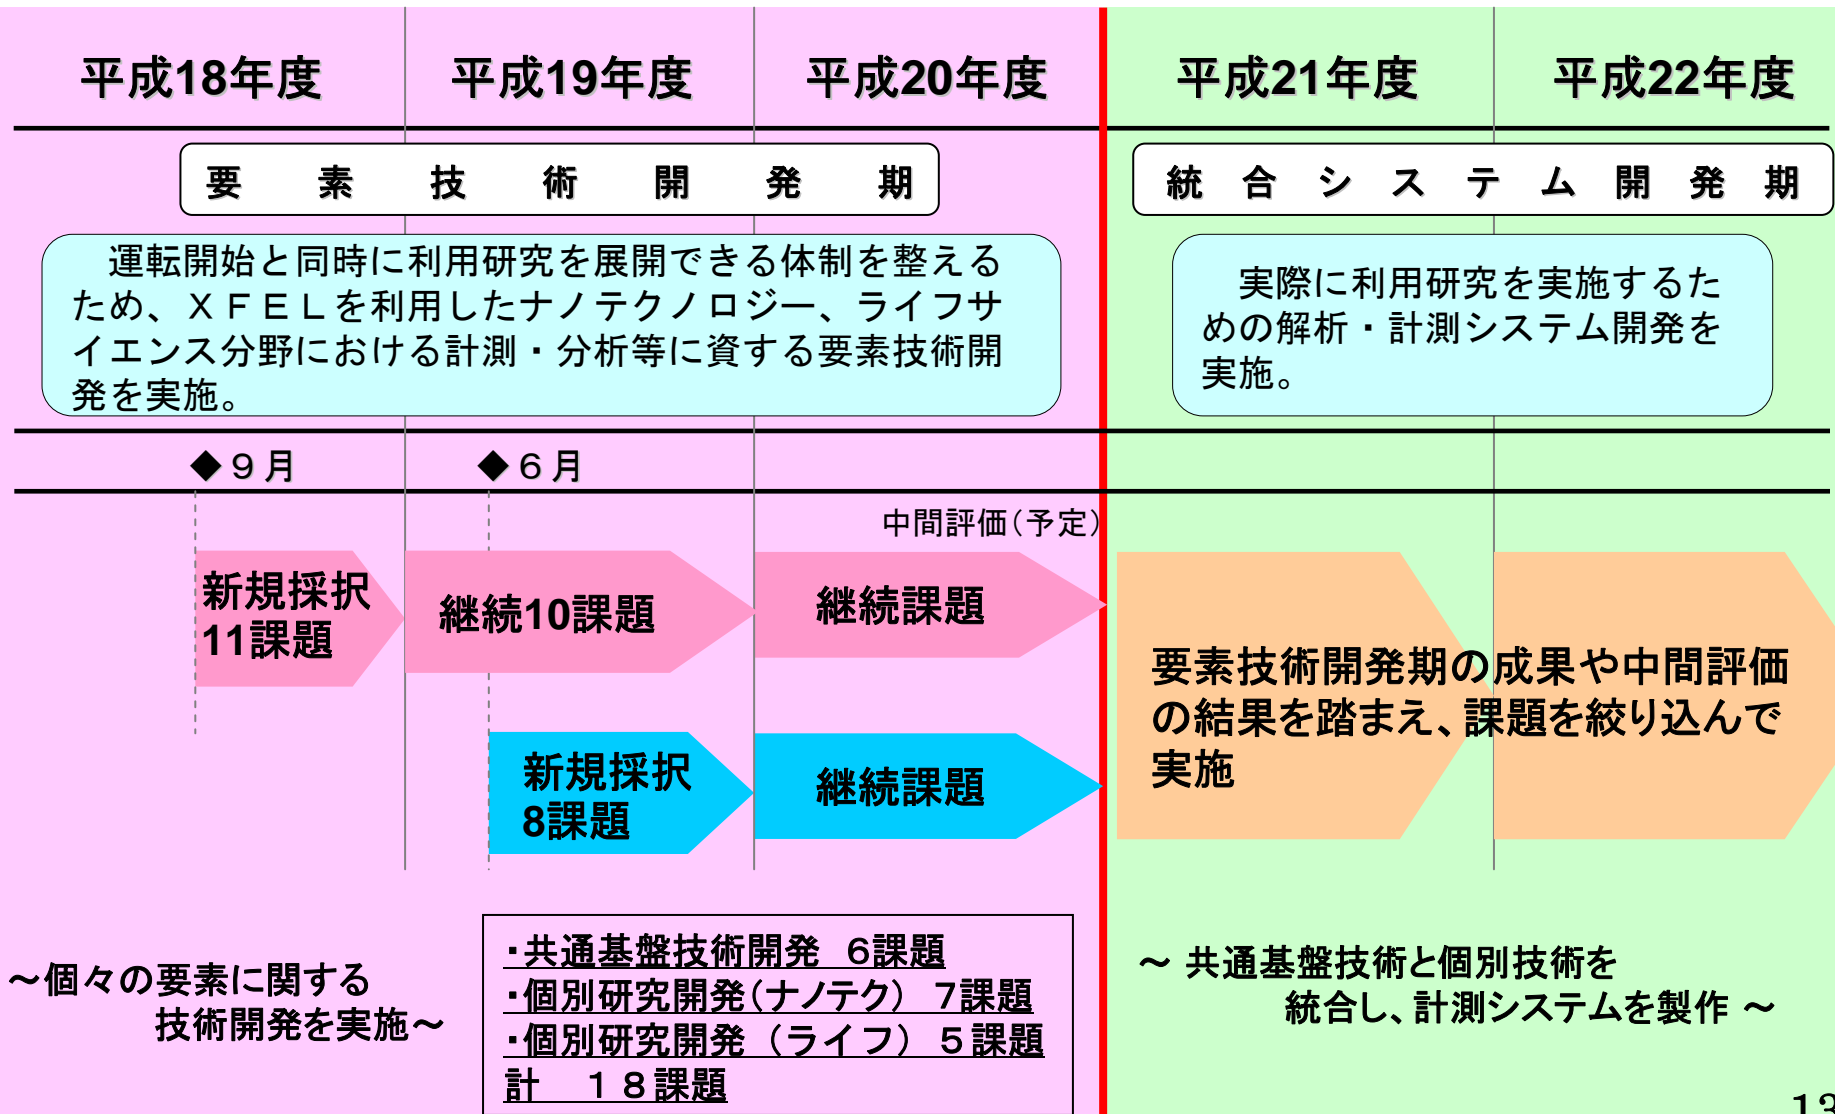 平成18年度
平成19年度
平成20年度
平成21年度
平成22年度
要素技術開発期
統合システム開発期
運転開始と同時に利用研究を展開できる体制を整える
ため、ＸＦＥＬを利用したナノテクノロジー、ライフサ
イエンス分野における計測・分析等に資する要素技術開
発を実施。
実際に利用研究を実施するた
めの解析・計測システム開発を
実施。
◆９月
◆６月
中間評価（予定）
新規採択
11課題
継続10課題
継続課題
新規採択
8課題
継続課題
要素技術開発期の成果や中間評価
の結果を踏まえ、課題を絞り込んで
実施
～個々の要素に関する
技術開発を実施～
・共通基盤技術開発　6課題
・個別研究開発（ナノテク）　7課題
・個別研究開発（ライフ）５課題
計　１８課題
～ 共通基盤技術と個別技術を
統合し、計測システムを製作 ～
13